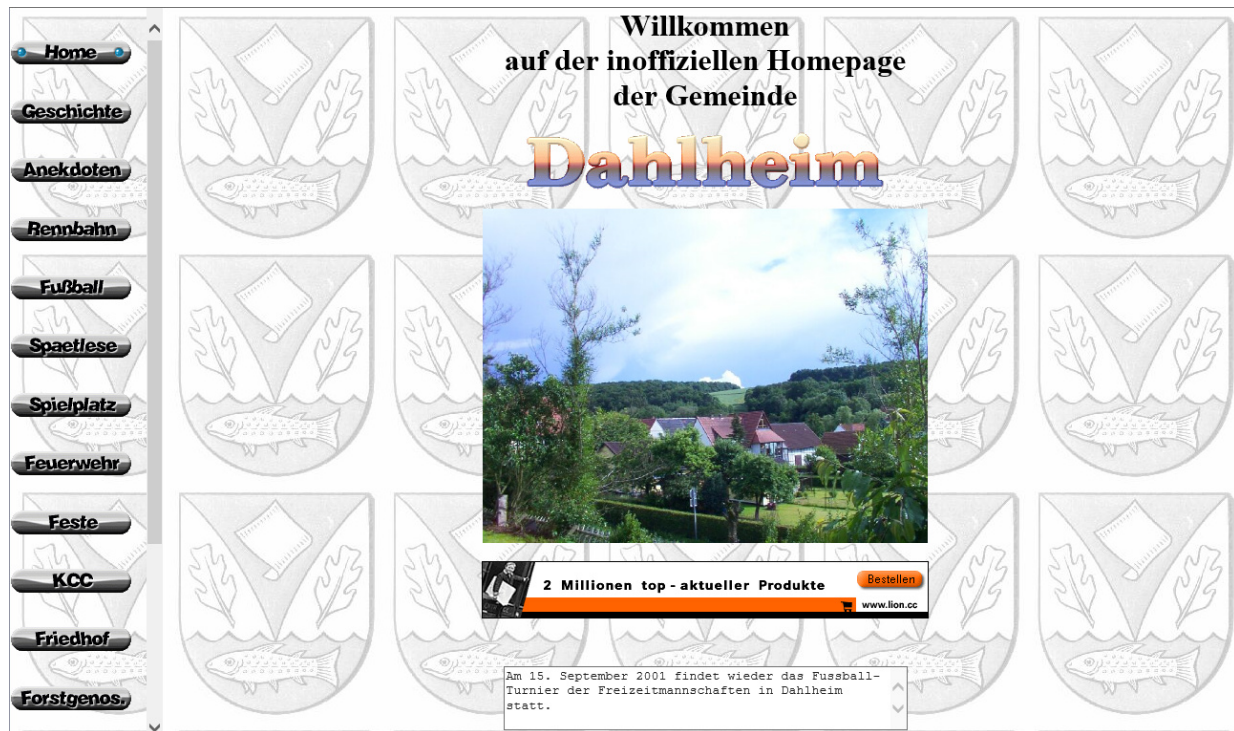 Home
Geschichte
Anekdoten
Rennbahn
Fußball
Spaetlese
Spielplatz
Feuerwehr
Feste
KCC
Friedhof
Forstgenos.
Willkommen
auf der inoffiziellen Homepage
der Gemeinde
Dahlheim
2 Millionen top - aktueller Produkte
Bestellen
www.lion.cc
Am 15. September 2001 findet wieder das Fussball-
Turnier der Freizeitmannschaften in Dahlheim
statt.